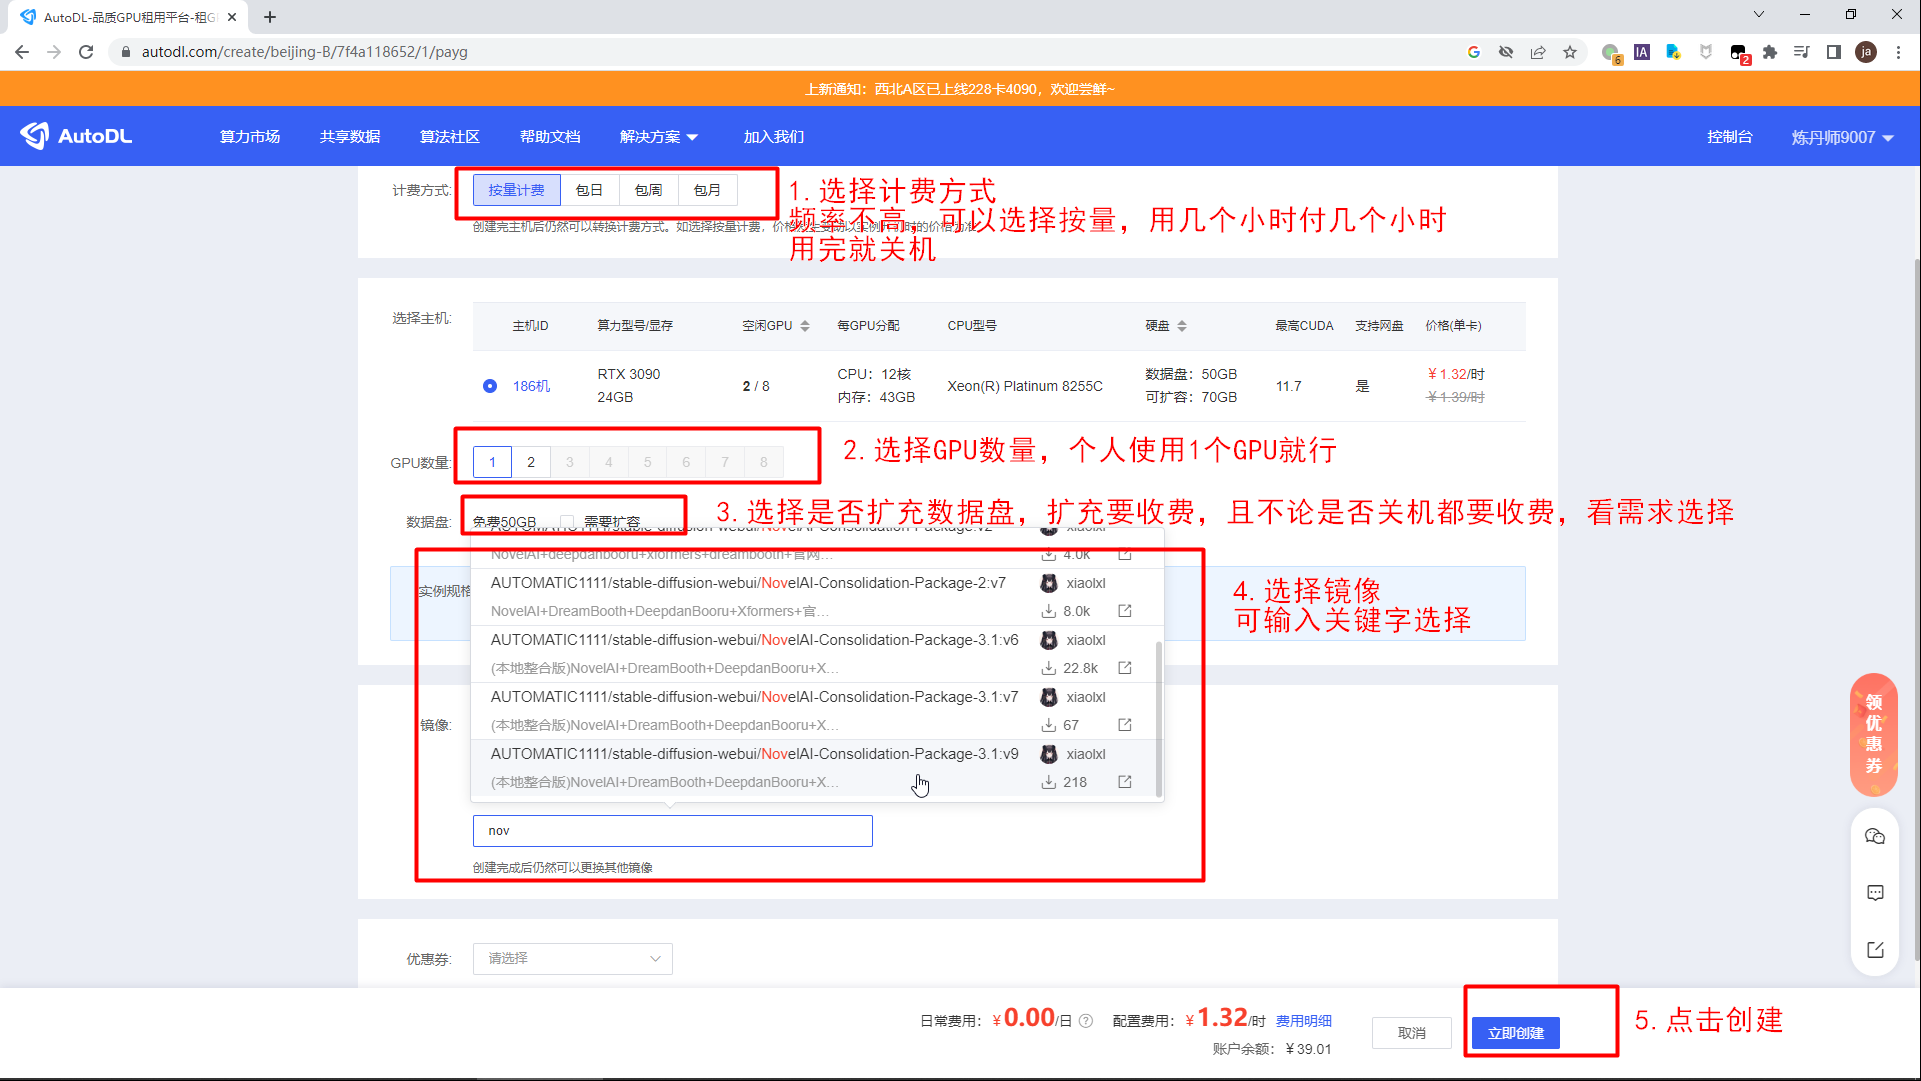 AutoDL-品质GPU租用平台-租G
autodl.com/create/beijing-B/7f4a118652/1/payg
IA
6
2
ja
上新通知：西北A区已上线228卡4090，欢迎尝鲜~
AutoDL
算力市场
共享数据
算法社区
帮助文档
解决方案
加入我们
控制台
炼丹师9007
计费方式:
按量计费
包日
包周
包月
1. 选择计费方式
频率不高，可以选择按量，用几个小时付几个小时
用完就关机
创建完主机后仍然可以转换计费方式。如选择按量计费，价格
时的价格为准
选择主机:
主机ID
算力型号/显存
空闲GPU
每GPU分配
CPU型号
硬盘
最高CUDA
支持网盘
价格(单卡)
186机
RTX 3090
24GB
2 / 8
CPU：12核
内存：43GB
Xeon(R) Platinum 8255C
数据盘：50GB
可扩容：70GB
11.7
是
￥1.32/时
￥1.39/时
GPU数量:
1
2
3
4
5
6
7
8
2. 选择GPU数量，个人使用1个GPU就行
数据盘:
免费50GB
需要扩容
3. 选择是否扩充数据盘，扩充要收费，且不论是否关机都要收费，看需求选择
AUTOMATIC1111/stable-diffusion-webui/NovelAI-Consolidation-Package:v2
xiaolxl
NovelAI+deepdanbooru+xformers+dreambooth+官网...
4.0k
实例规格
AUTOMATIC1111/stable-diffusion-webui/NovelAI-Consolidation-Package-2:v7
xiaolxl
NovelAI+DreamBooth+DeepdanBooru+Xformers+官...
8.0k
AUTOMATIC1111/stable-diffusion-webui/NovelAI-Consolidation-Package-3.1:v6
xiaolxl
(本地整合版)NovelAI+DreamBooth+DeepdanBooru+X...
22.8k
AUTOMATIC1111/stable-diffusion-webui/NovelAI-Consolidation-Package-3.1:v7
xiaolxl
(本地整合版)NovelAI+DreamBooth+DeepdanBooru+X...
67
AUTOMATIC1111/stable-diffusion-webui/NovelAI-Consolidation-Package-3.1:v9
xiaolxl
(本地整合版)NovelAI+DreamBooth+DeepdanBooru+X...
218
4. 选择镜像
可输入关键字选择
镜像:
nov
创建完成后仍然可以更换其他镜像
领优惠券
优惠券:
请选择
日常费用：￥0.00/日
配置费用：￥1.32/时
费用明细
账户余额：￥39.01
取消
立即创建
5. 点击创建